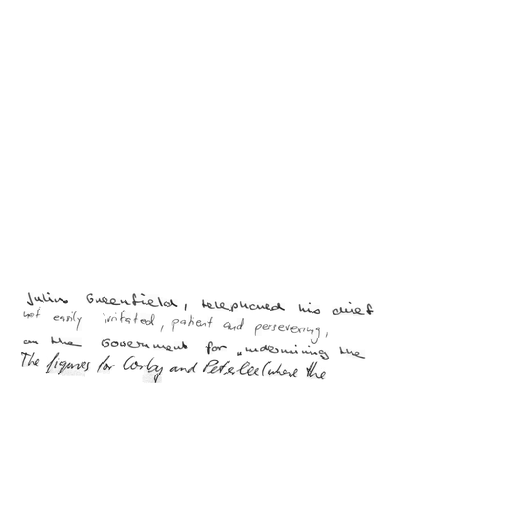 Julius Greenfield, telephoned his chief
not easily irritated, patient and persevering,
on the Government for "undermining the
The figures for Corby and Peterlee (where the